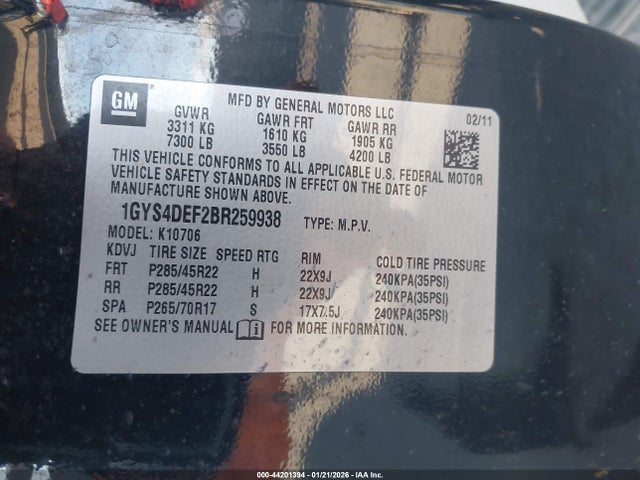 GM
MFD BY GENERAL MOTORS LLC
02/11
GVWR GAWR FRT GAWR RR
3311 KG 1610 KG 1905 KG
7300 LB 3550 LB 4200 LB
THIS VEHICLE CONFORMS TO ALL APPLICABLE U.S. FEDERAL MOTOR
VEHICLE SAFETY STANDARDS IN EFFECT ON THE DATE OF
MANUFACTURE SHOWN ABOVE.
1GYS4DEF2BR259938 TYPE: M.P.V.
MODEL: K10706
KDVJ TIRE SIZE SPEED RTG RIM COLD TIRE PRESSURE
FRT P285/45R22 H 22X9J 240KPA(35PSI)
RR P285/45R22 H 22X9J 240KPA(35PSI)
SPA P265/70R17 S 17X7.5J 240KPA(35PSI)
SEE OWNER'S MANUAL FOR MORE INFORMATION.
000-44201394 - 01/21/2026 - IAA Inc.